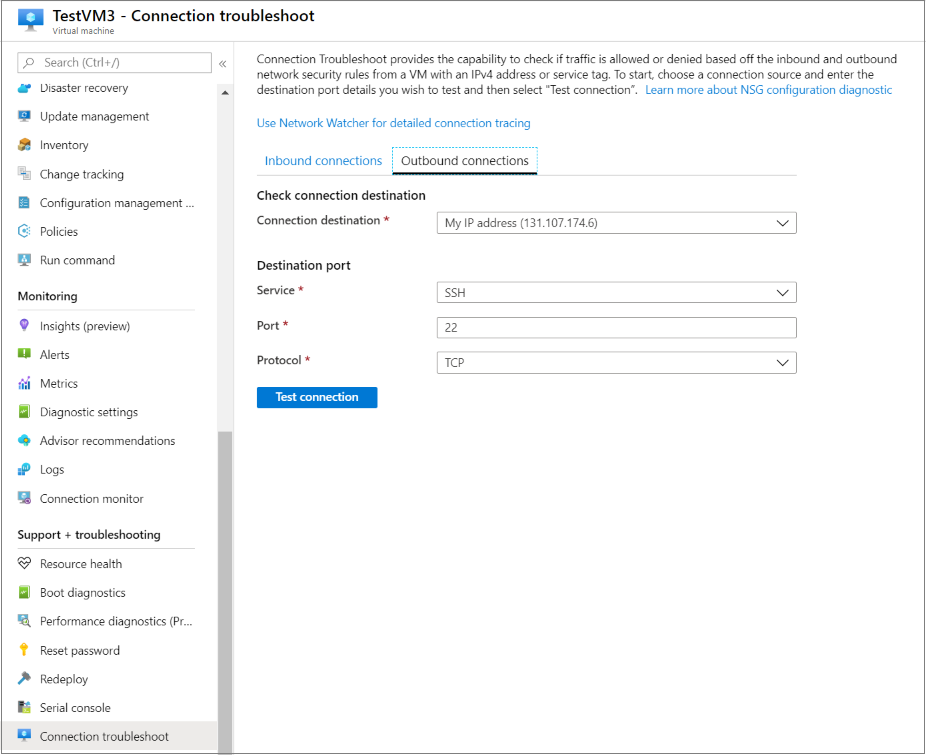 TestVM3 - Connection troubleshoot
Virtual machine
Search (Ctrl+/)
«
Disaster recovery
Update management
Inventory
Change tracking
Configuration management ...
Policies
Run command
Monitoring
Insights (preview)
Alerts
Metrics
Diagnostic settings
Advisor recommendations
Logs
Connection monitor
Support + troubleshooting
Resource health
Boot diagnostics
Performance diagnostics (Pr...
Reset password
Redeploy
Serial console
Connection troubleshoot
Connection Troubleshoot provides the capability to check if traffic is allowed or denied based off the inbound and outbound
network security rules from a VM with an IPv4 address or service tag. To start, choose a connection source and enter the
destination port details you wish to test and then select "Test connection". Learn more about NSG configuration diagnostic
Use Network Watcher for detailed connection tracing
Inbound connections Outbound connections
Check connection destination
Connection destination * My IP address (131.107.174.6)
Destination port
Service * SSH
Port * 22
Protocol * TCP
Test connection